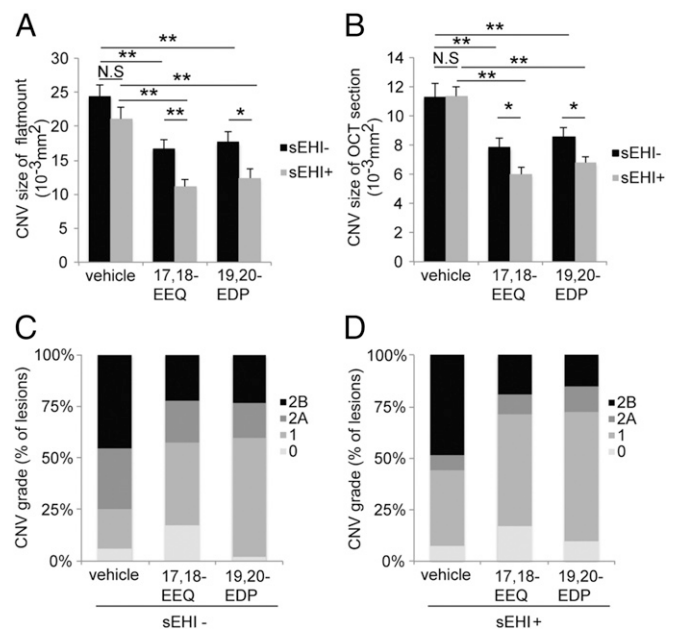 A
**
**
N.S
**
**
**
*
CNV size of flatmount
(10-3mm2)
30
25
20
15
10
5
0
vehicle
17,18-
EEQ
19,20-
EDP
sEHI-
sEHI+
B
**
**
N.S
**
**
*
*
CNV size of OCT section
(10-3mm2)
14
12
10
8
6
4
2
0
vehicle
17,18-
EEQ
19,20-
EDP
sEHI-
sEHI+
C
CNV grade (% of lesions)
100%
75%
50%
25%
0%
2B
2A
1
0
vehicle
17,18-
EEQ
19,20-
EDP
sEHI -
D
CNV grade (% of lesions)
100%
75%
50%
25%
0%
2B
2A
1
0
vehicle
17,18-
EEQ
19,20-
EDP
sEHI +